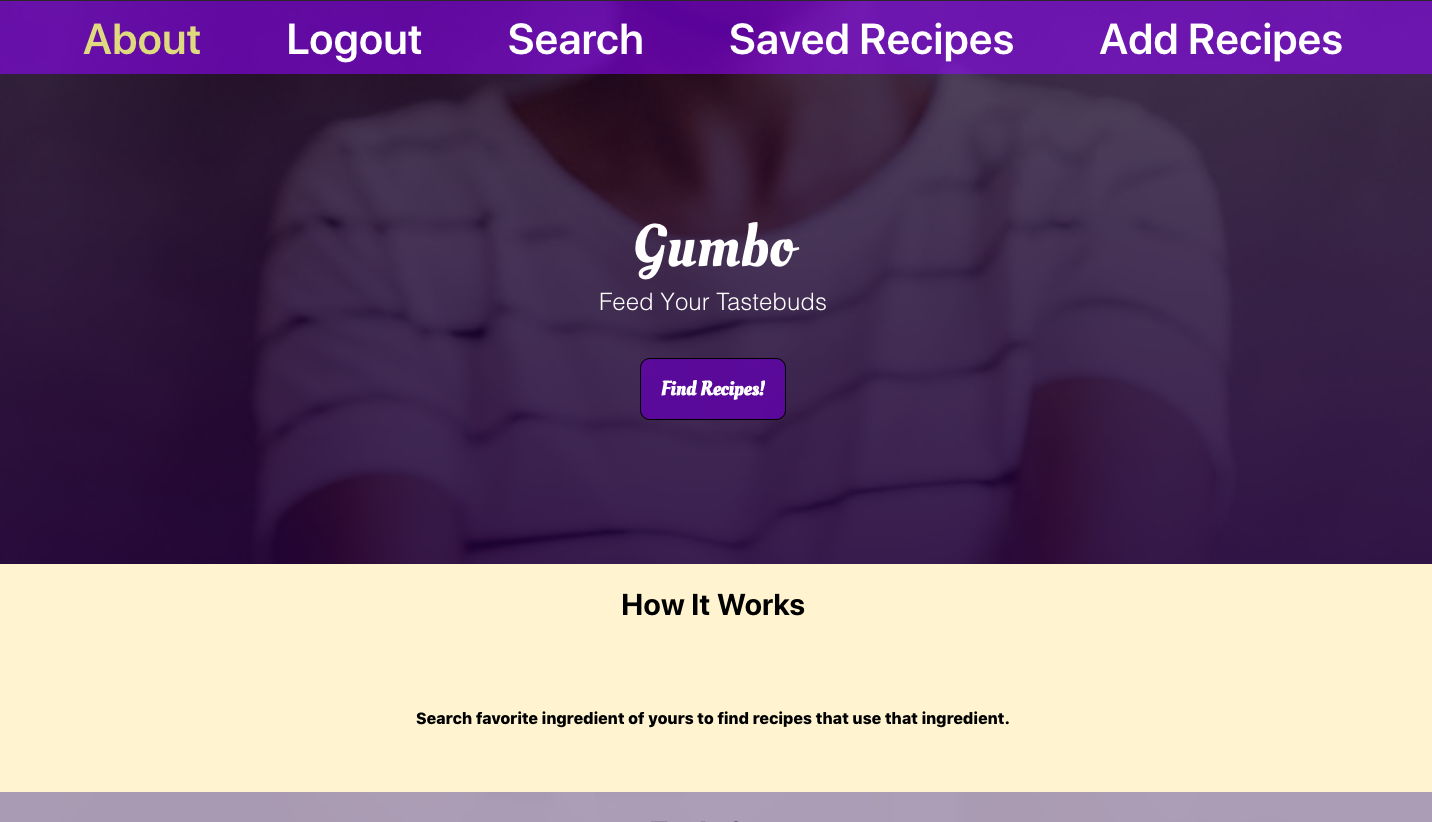 About Logout Search Saved Recipes Add Recipes
Gumbo
Feed Your Tastebuds
Find Recipes!
How It Works
Search favorite ingredient of yours to find recipes that use that ingredient.